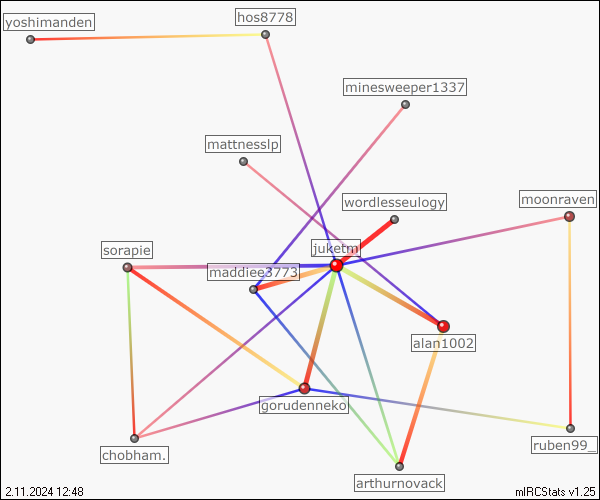 hos8778
yoshimanden
minesweeper1337
mattnesslp
wordlesseulogy
moonraven
juketm
sorapie
maddiee3773
alan1002
gorudenneko
ruben99_
chobham.
arthurnovack
2.11.2024 12:48
mIRCStats v1.25